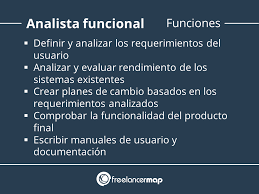 Analista funcional Funciones
▪ Definir y analizar los requerimientos del
usuario
▪ Analizar y evaluar rendimiento de los
sistemas existentes
▪ Crear planes de cambio basados en los
requerimientos analizados
▪ Comprobar la funcionalidad del producto
final
▪ Escribir manuales de usuario y
documentación
freelancermap